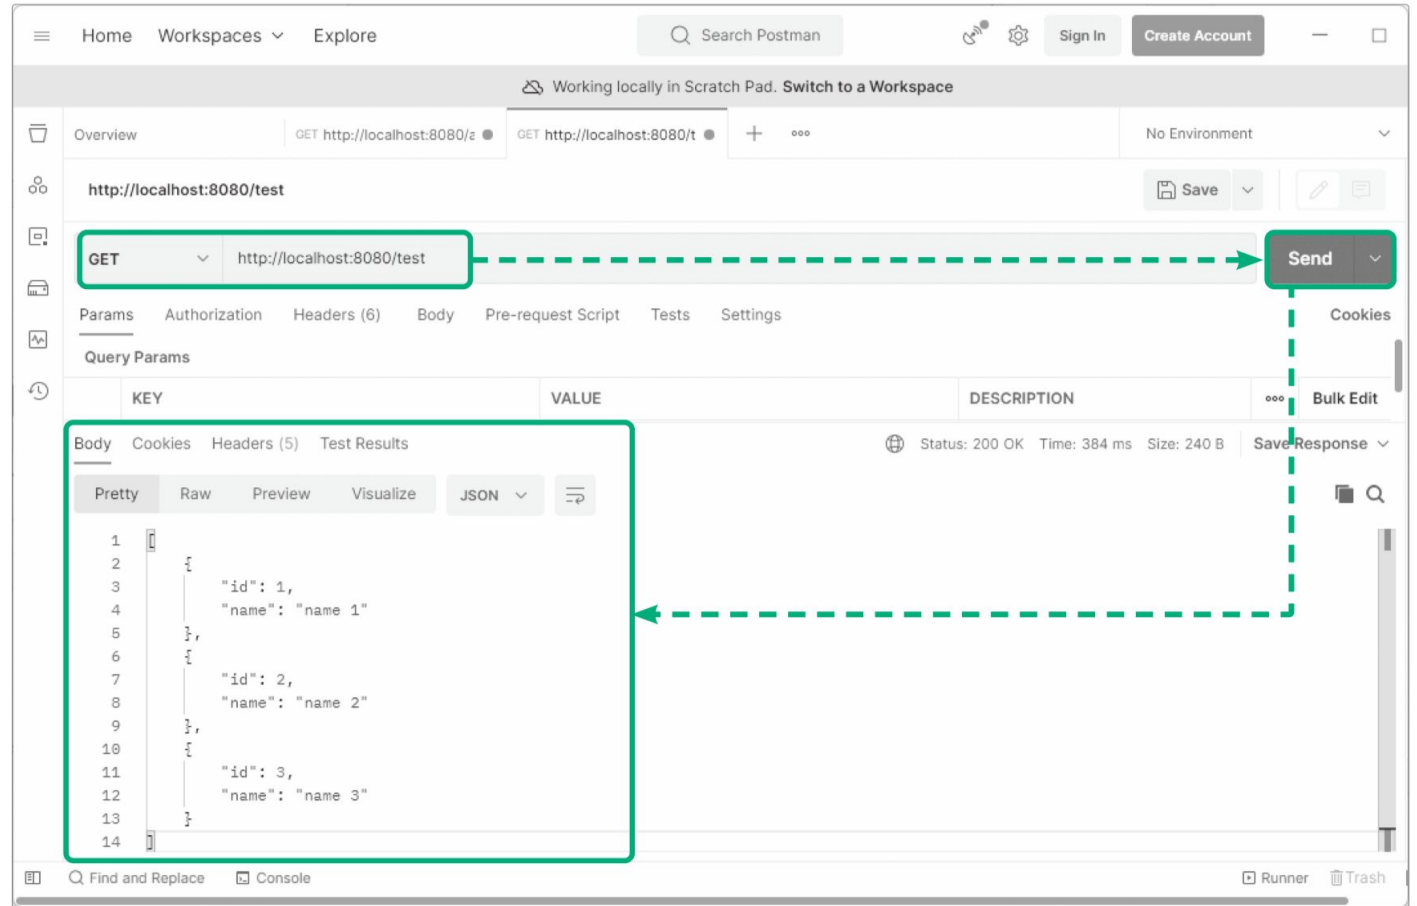 Home Workspaces Explore Search Postman Sign In Create Account
Working locally in Scratch Pad. Switch to a Workspace
Overview GET http://localhost:8080/a GET http://localhost:8080/t No Environment
http://localhost:8080/test Save
GET http://localhost:8080/test Send
Params Authorization Headers (6) Body Pre-request Script Tests Settings Cookies
Query Params
KEY VALUE DESCRIPTION Bulk Edit
Body Cookies Headers (5) Test Results Status: 200 OK Time: 384 ms Size: 240 B Save Response
Pretty Raw Preview Visualize JSON
1 [
2 {
3 "id": 1,
4 "name": "name 1"
5 },
6 {
7 "id": 2,
8 "name": "name 2"
9 },
10 {
11 "id": 3,
12 "name": "name 3"
13 }
14 ]
Find and Replace Console Runner Trash